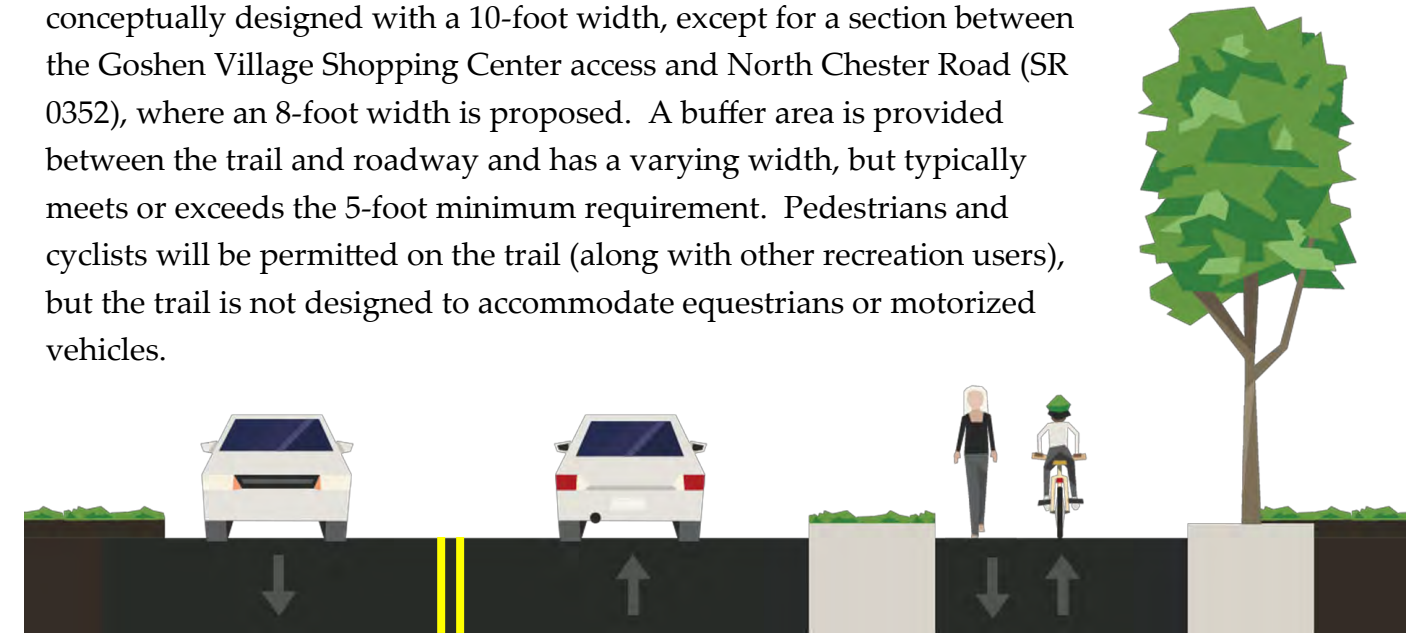 conceptually designed with a 10-foot width, except for a section between
the Goshen Village Shopping Center access and North Chester Road (SR
0352), where an 8-foot width is proposed.  A buffer area is provided
between the trail and roadway and has a varying width, but typically
meets or exceeds the 5-foot minimum requirement.  Pedestrians and
cyclists will be permitted on the trail (along with other recreation users),
but the trail is not designed to accommodate equestrians or motorized
vehicles.